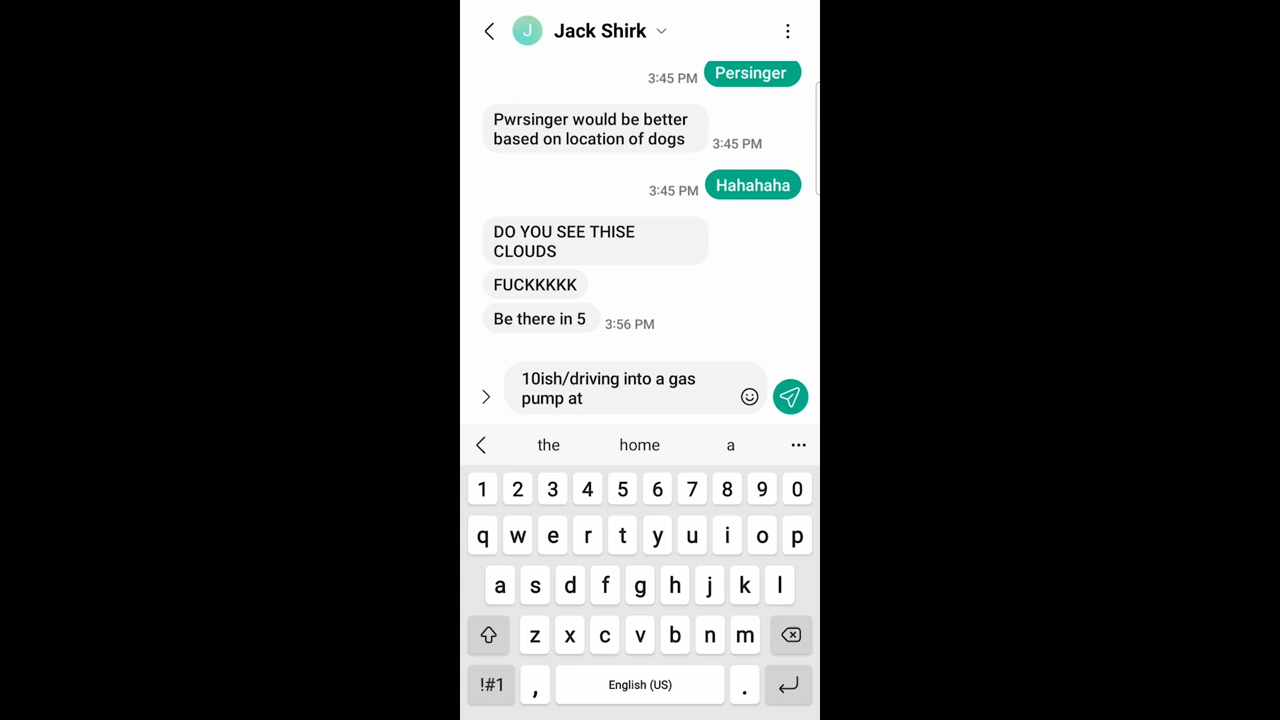 J Jack Shirk
3:45 PM Persinger
Pwrsinger would be better
based on location of dogs 3:45 PM
3:45 PM Hahahaha
DO YOU SEE THISE
CLOUDS
FUCKKKKK
Be there in 5 3:56 PM
10ish/driving into a gas
pump at
the home a
1 2 3 4 5 6 7 8 9 0
q w e r t y u i o p
a s d f g h j k l
z x c v b n m
!#1 , English (US) .